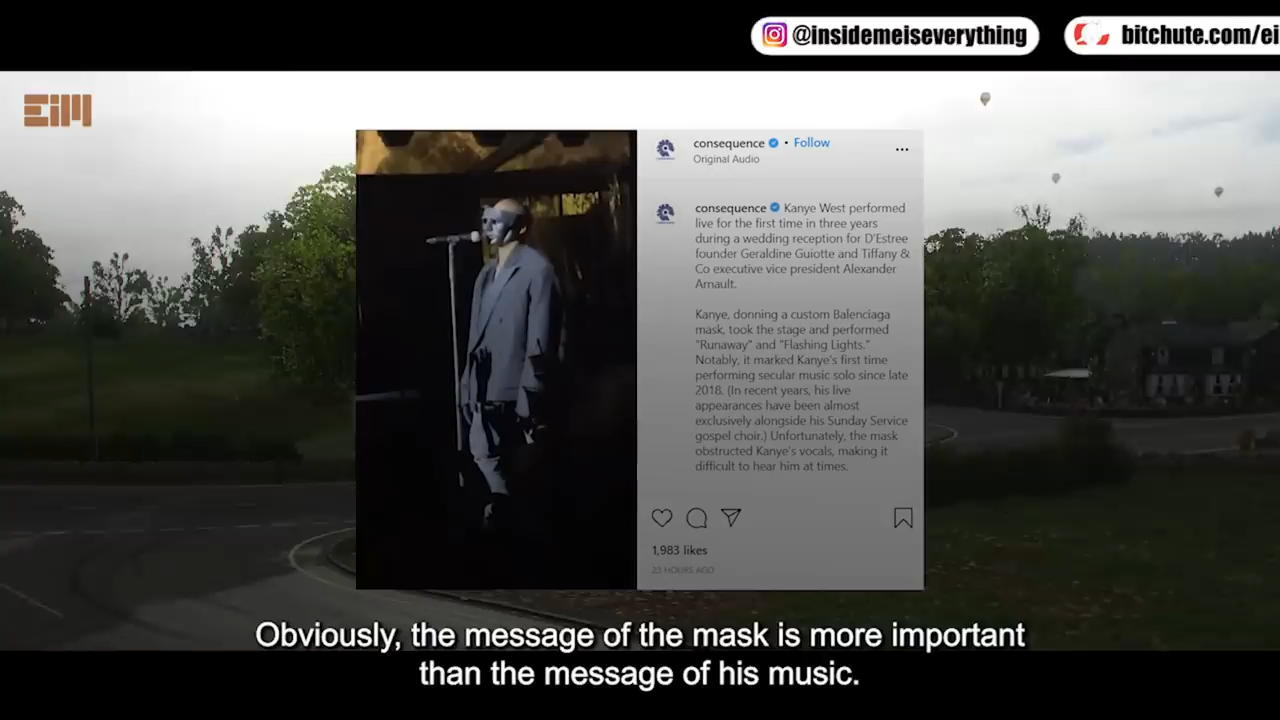 @insidemeiseverything
bitchute.com/ei
EiM
consequence • Follow
Original Audio
...
consequence Kanye West performed
live for the first time in three years
during a wedding reception for D'Estree
founder Geraldine Guiotte and Tiffany &
Co executive vice president Alexander
Arnault.
Kanye, donning a custom Balenciaga
mask, took the stage and performed
"Runaway" and "Flashing Lights."
Notably, it marked Kanye's first time
performing secular music solo since late
2018. (In recent years, his live
appearances have been almost
exclusively alongside his Sunday Service
gospel choir.) Unfortunately, the mask
obstructed Kanye's vocals, making it
difficult to hear him at times.
1,983 likes
23 HOURS AGO
Obviously, the message of the mask is more important
than the message of his music.